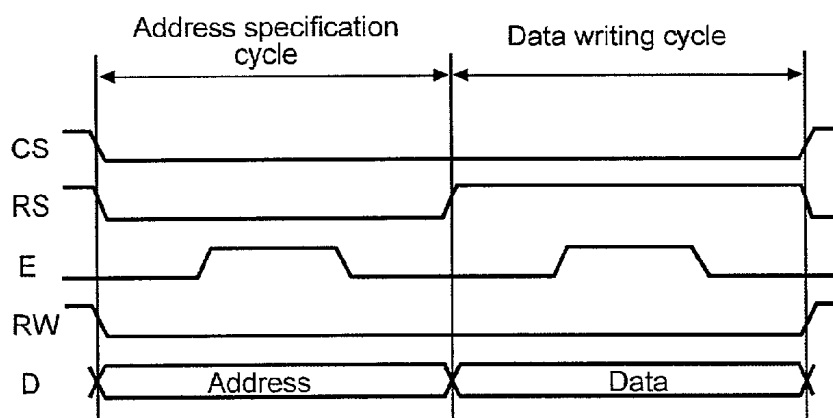 Address specification
cycle
Data writing cycle
CS
RS
E
RW
D
Address
Data